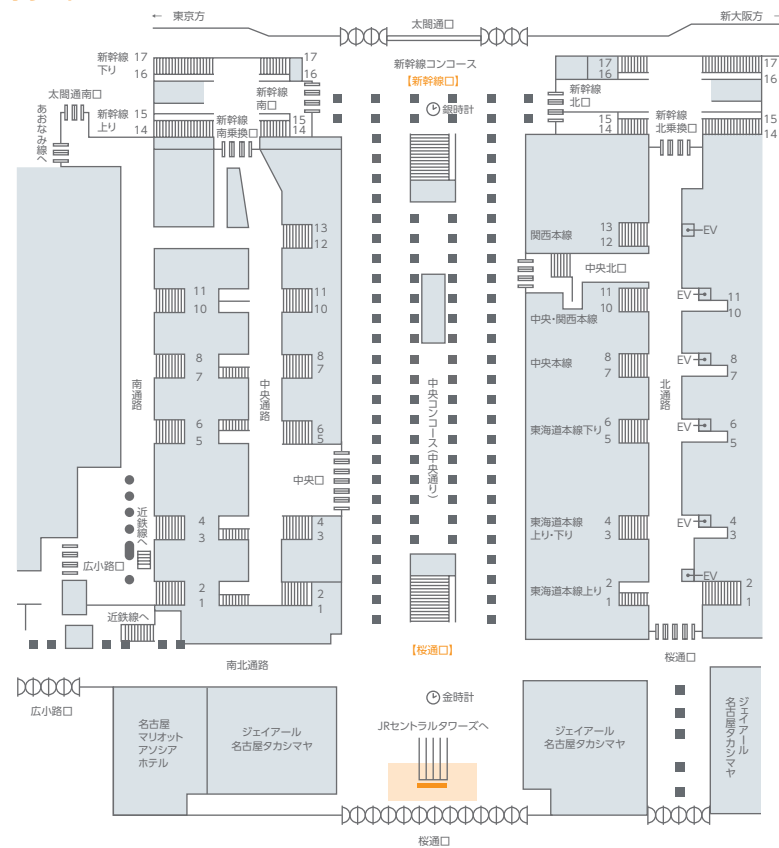 ← 東京方
新大阪方 →
太閤通口
新幹線コンコース
【新幹線口】
銀時計
新幹線
下り
17
16
17
16
太閤通南口
新幹線
南口
新幹線
上り
15
14
15
14
新幹線
南乗換口
あおなみ線へ
17
16
新幹線
北口
15
14
新幹線
北乗換口
17
16
15
14
13
12
関西本線
13
12
EV
中央北口
11
10
11
10
11
10
中央・関西本線
EV
11
10
8
7
8
7
中央本線
8
7
EV
8
7
南通路
中央通路
中央コンコース(中央通り)
北通路
6
5
6
5
東海道本線下り
6
5
EV
6
5
中央口
近鉄線へ
4
3
4
3
東海道本線
上り・下り
4
3
EV
4
3
広小路口
2
1
2
1
東海道本線上り
2
1
EV
2
1
近鉄線へ
【桜通口】
桜通口
南北通路
広小路口
金時計
JRセントラルタワーズへ
名古屋
マリオット
アソシア
ホテル
ジェイアール
名古屋タカシマヤ
ジェイアール
名古屋タカシマヤ
ジェイアール
名古屋タカシマヤ
桜通口